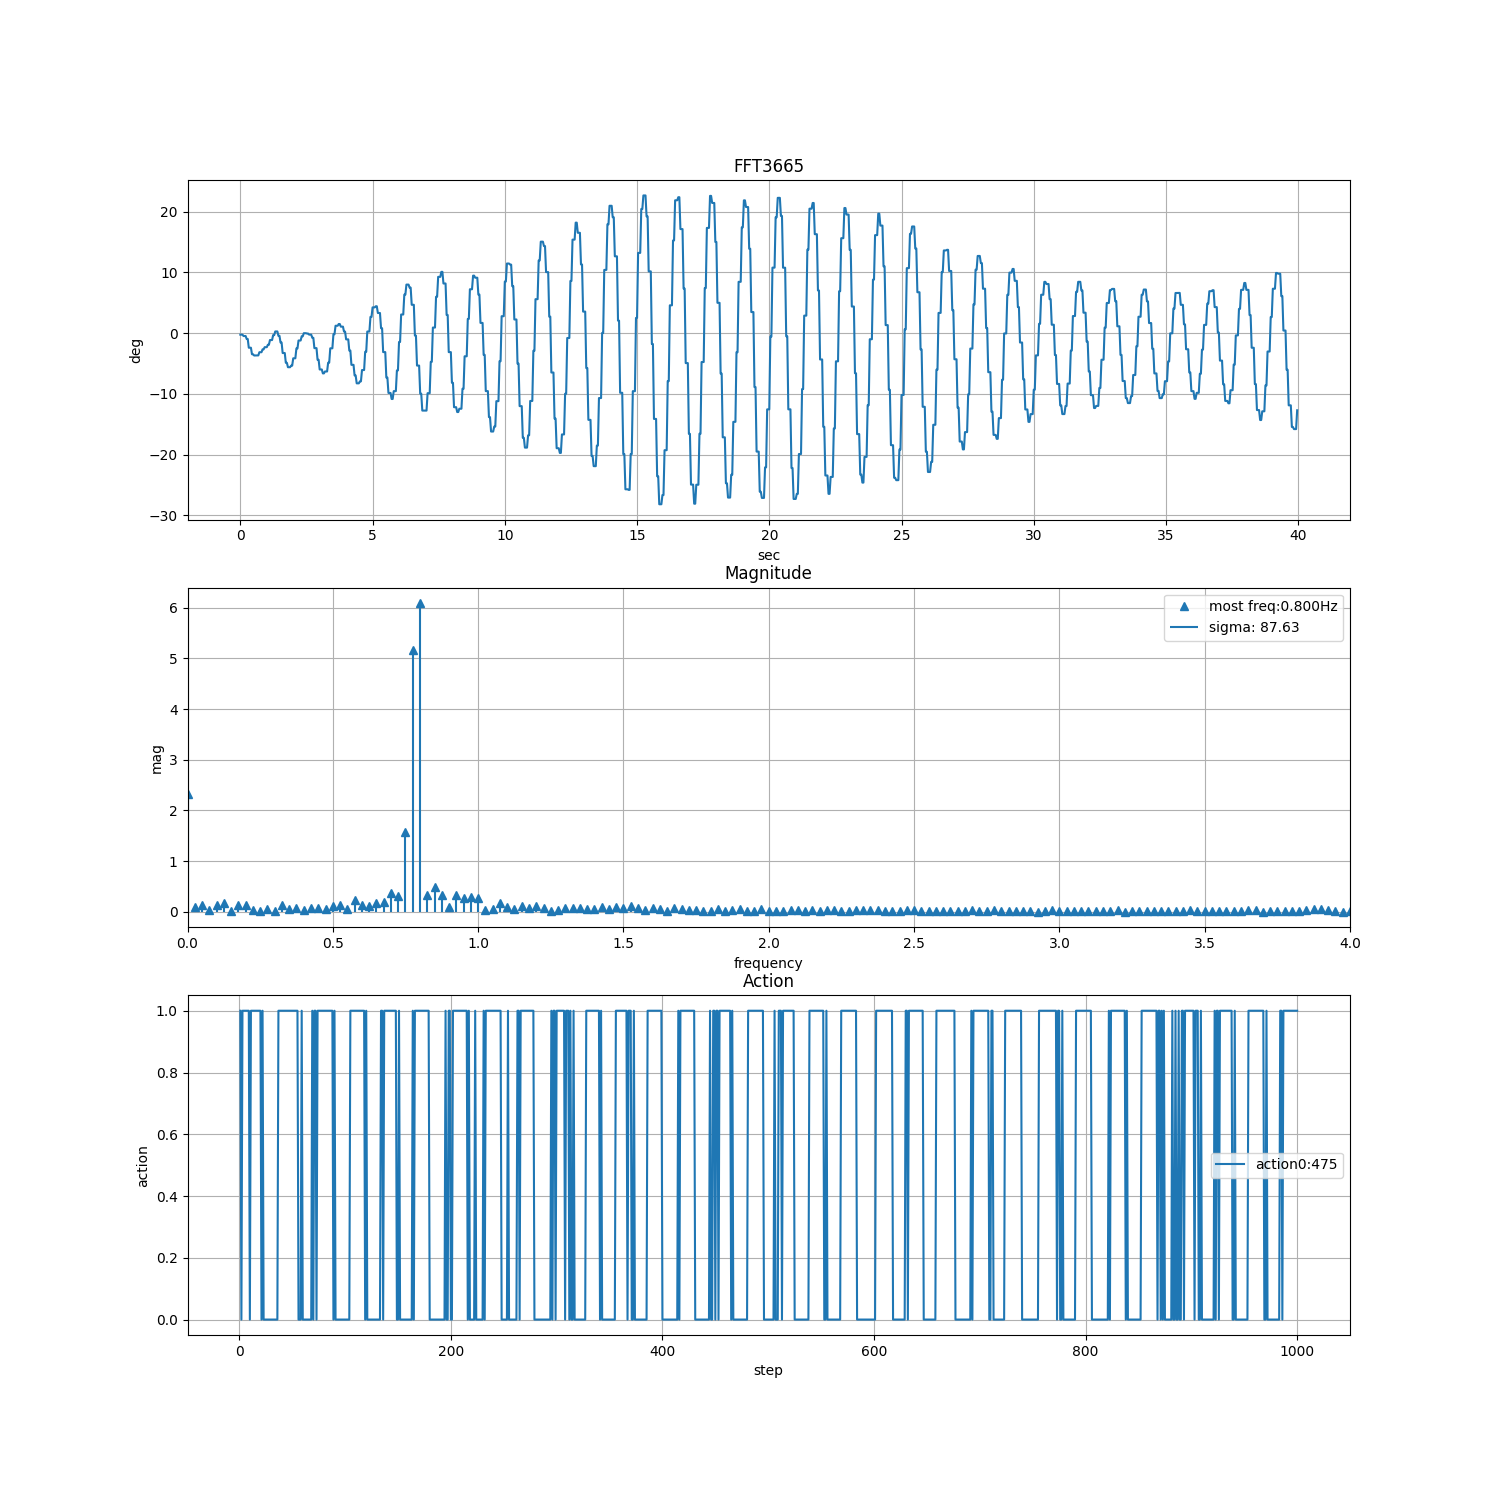 FFT3665
20
10
0
−10
−20
−30
deg
0 5 10 15 20 25 30 35 40
sec
Magnitude
most freq:0.800Hz
sigma: 87.63
6
5
4
3
2
1
0
mag
0.0 0.5 1.0 1.5 2.0 2.5 3.0 3.5 4.0
frequency
Action
1.0
0.8
0.6
0.4
0.2
0.0
action
action0:475
0 200 400 600 800 1000
step